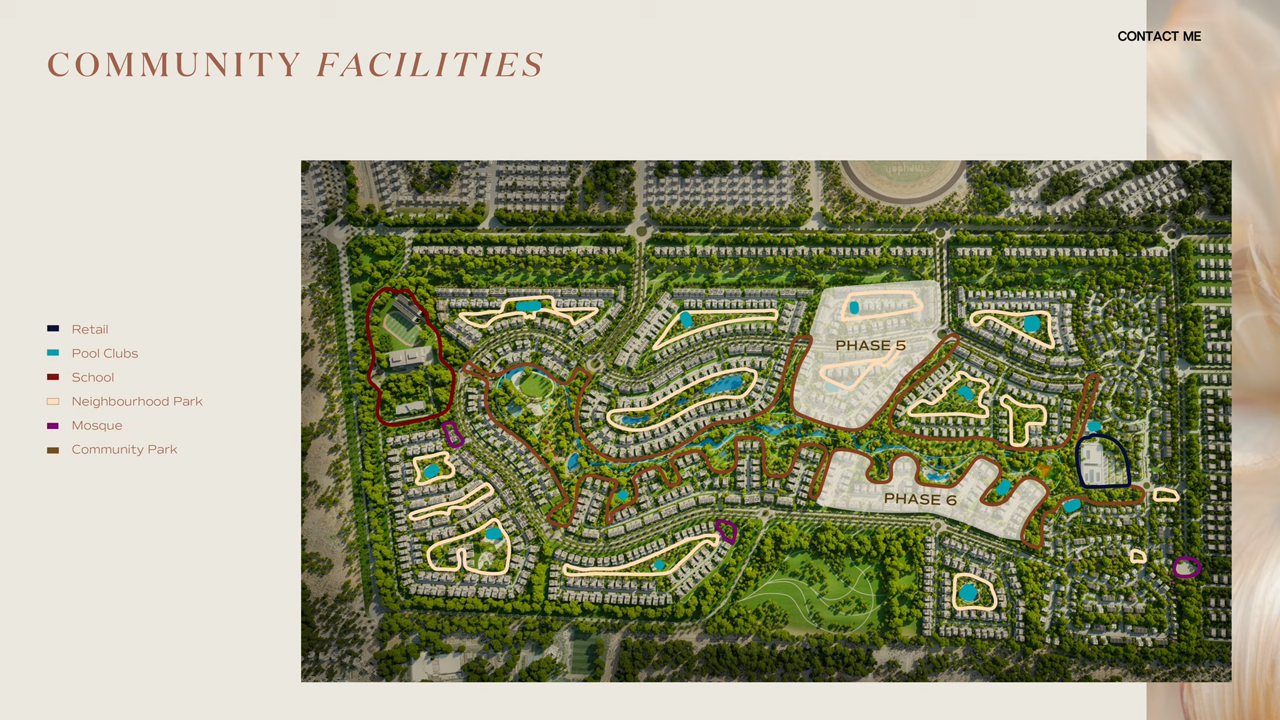 CONTACT ME
COMMUNITY FACILITIES
Retail
Pool Clubs
School
Neighbourhood Park
Mosque
Community Park
PHASE 5
PHASE 6